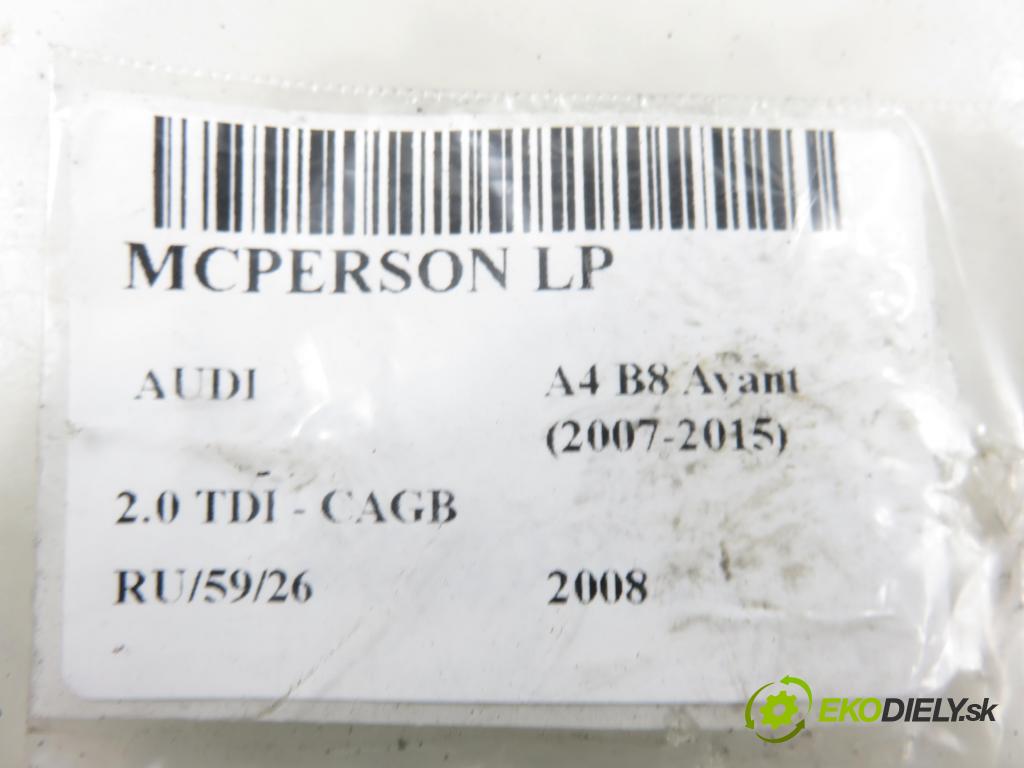 MCPERSON LP
AUDI A4 B8 Avant
(2007-2015)
2.0 TDI - CAGB
RU/59/26 2008
EKODIELY.sk